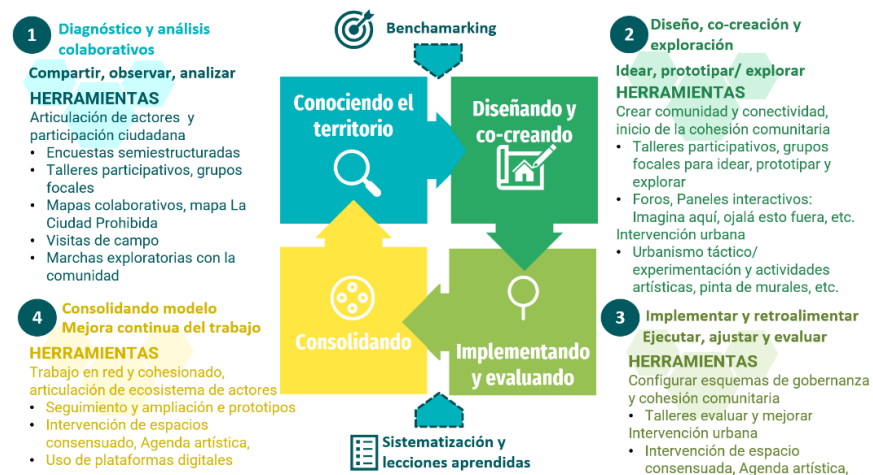 1
Diagnóstico y análisis
colaborativos
Compartir, observar, analizar
HERRAMIENTAS
Articulación de actores y
participación ciudadana
• Encuestas semiestructuradas
• Talleres participativos, grupos
focales
• Mapas colaborativos, mapa La
Ciudad Prohibida
• Visitas de campo
• Marchas exploratorias con la
comunidad
Benchamarking
Conociendo el
territorio
Diseñando y
co-creando
Consolidando
Implementando
y evaluando
Sistematización y
lecciones aprendidas
2
Diseño, co-creación y
exploración
Idear, prototipar/ explorar
HERRAMIENTAS
Crear comunidad y conectividad,
inicio de la cohesión comunitaria
• Talleres participativos, grupos
focales para idear, prototipar y
explorar
• Foros, Paneles interactivos:
Imagina aquí, ojalá esto fuera, etc.
Intervención urbana
• Urbanismo táctico/
experimentación y actividades
artísticas, pinta de murales, etc.
3
Implementar y retroalimentar
Ejecutar, ajustar y evaluar
HERRAMIENTAS
Configurar esquemas de gobernanza
y cohesión comunitaria
• Talleres evaluar y mejorar
Intervención urbana
• Intervención de espacio
consensuada, Agenda artística,
4
Consolidando modelo
Mejora continua del trabajo
HERRAMIENTAS
Trabajo en red y cohesionado,
articulación de ecosistema de actores
• Seguimiento y ampliación e prototipos
• Intervención de espacios
consensuado, Agenda artística,
• Uso de plataformas digitales